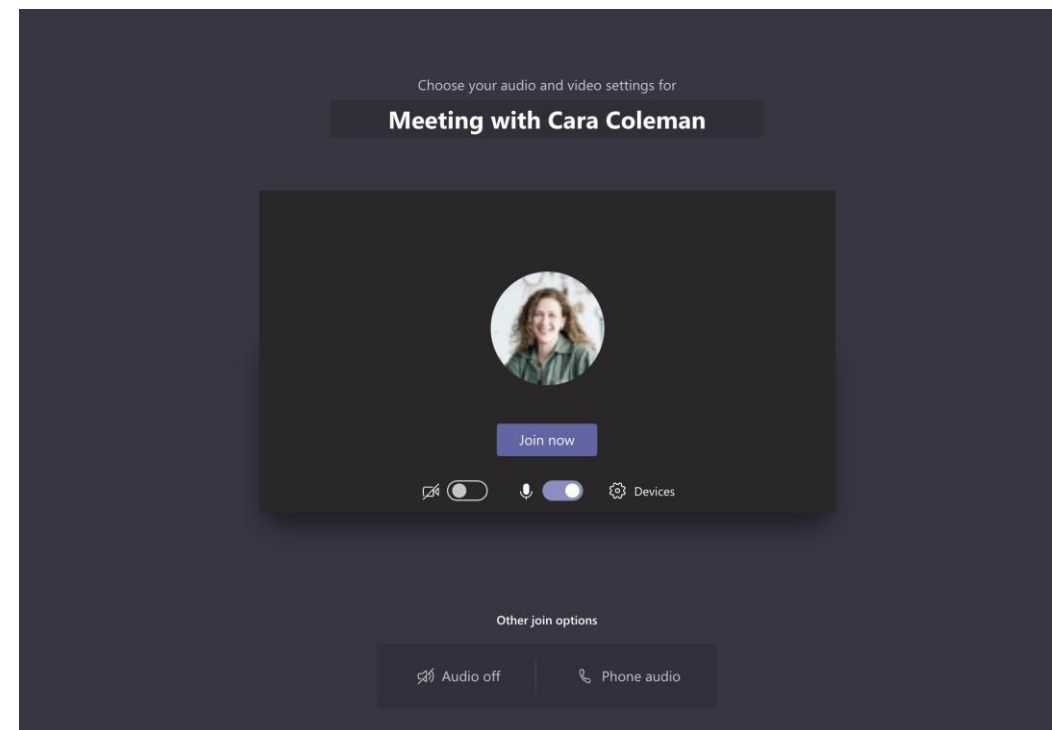 Choose your audio and video settings for
Meeting with Cara Coleman
Join now
Devices
Other join options
Audio off
Phone audio